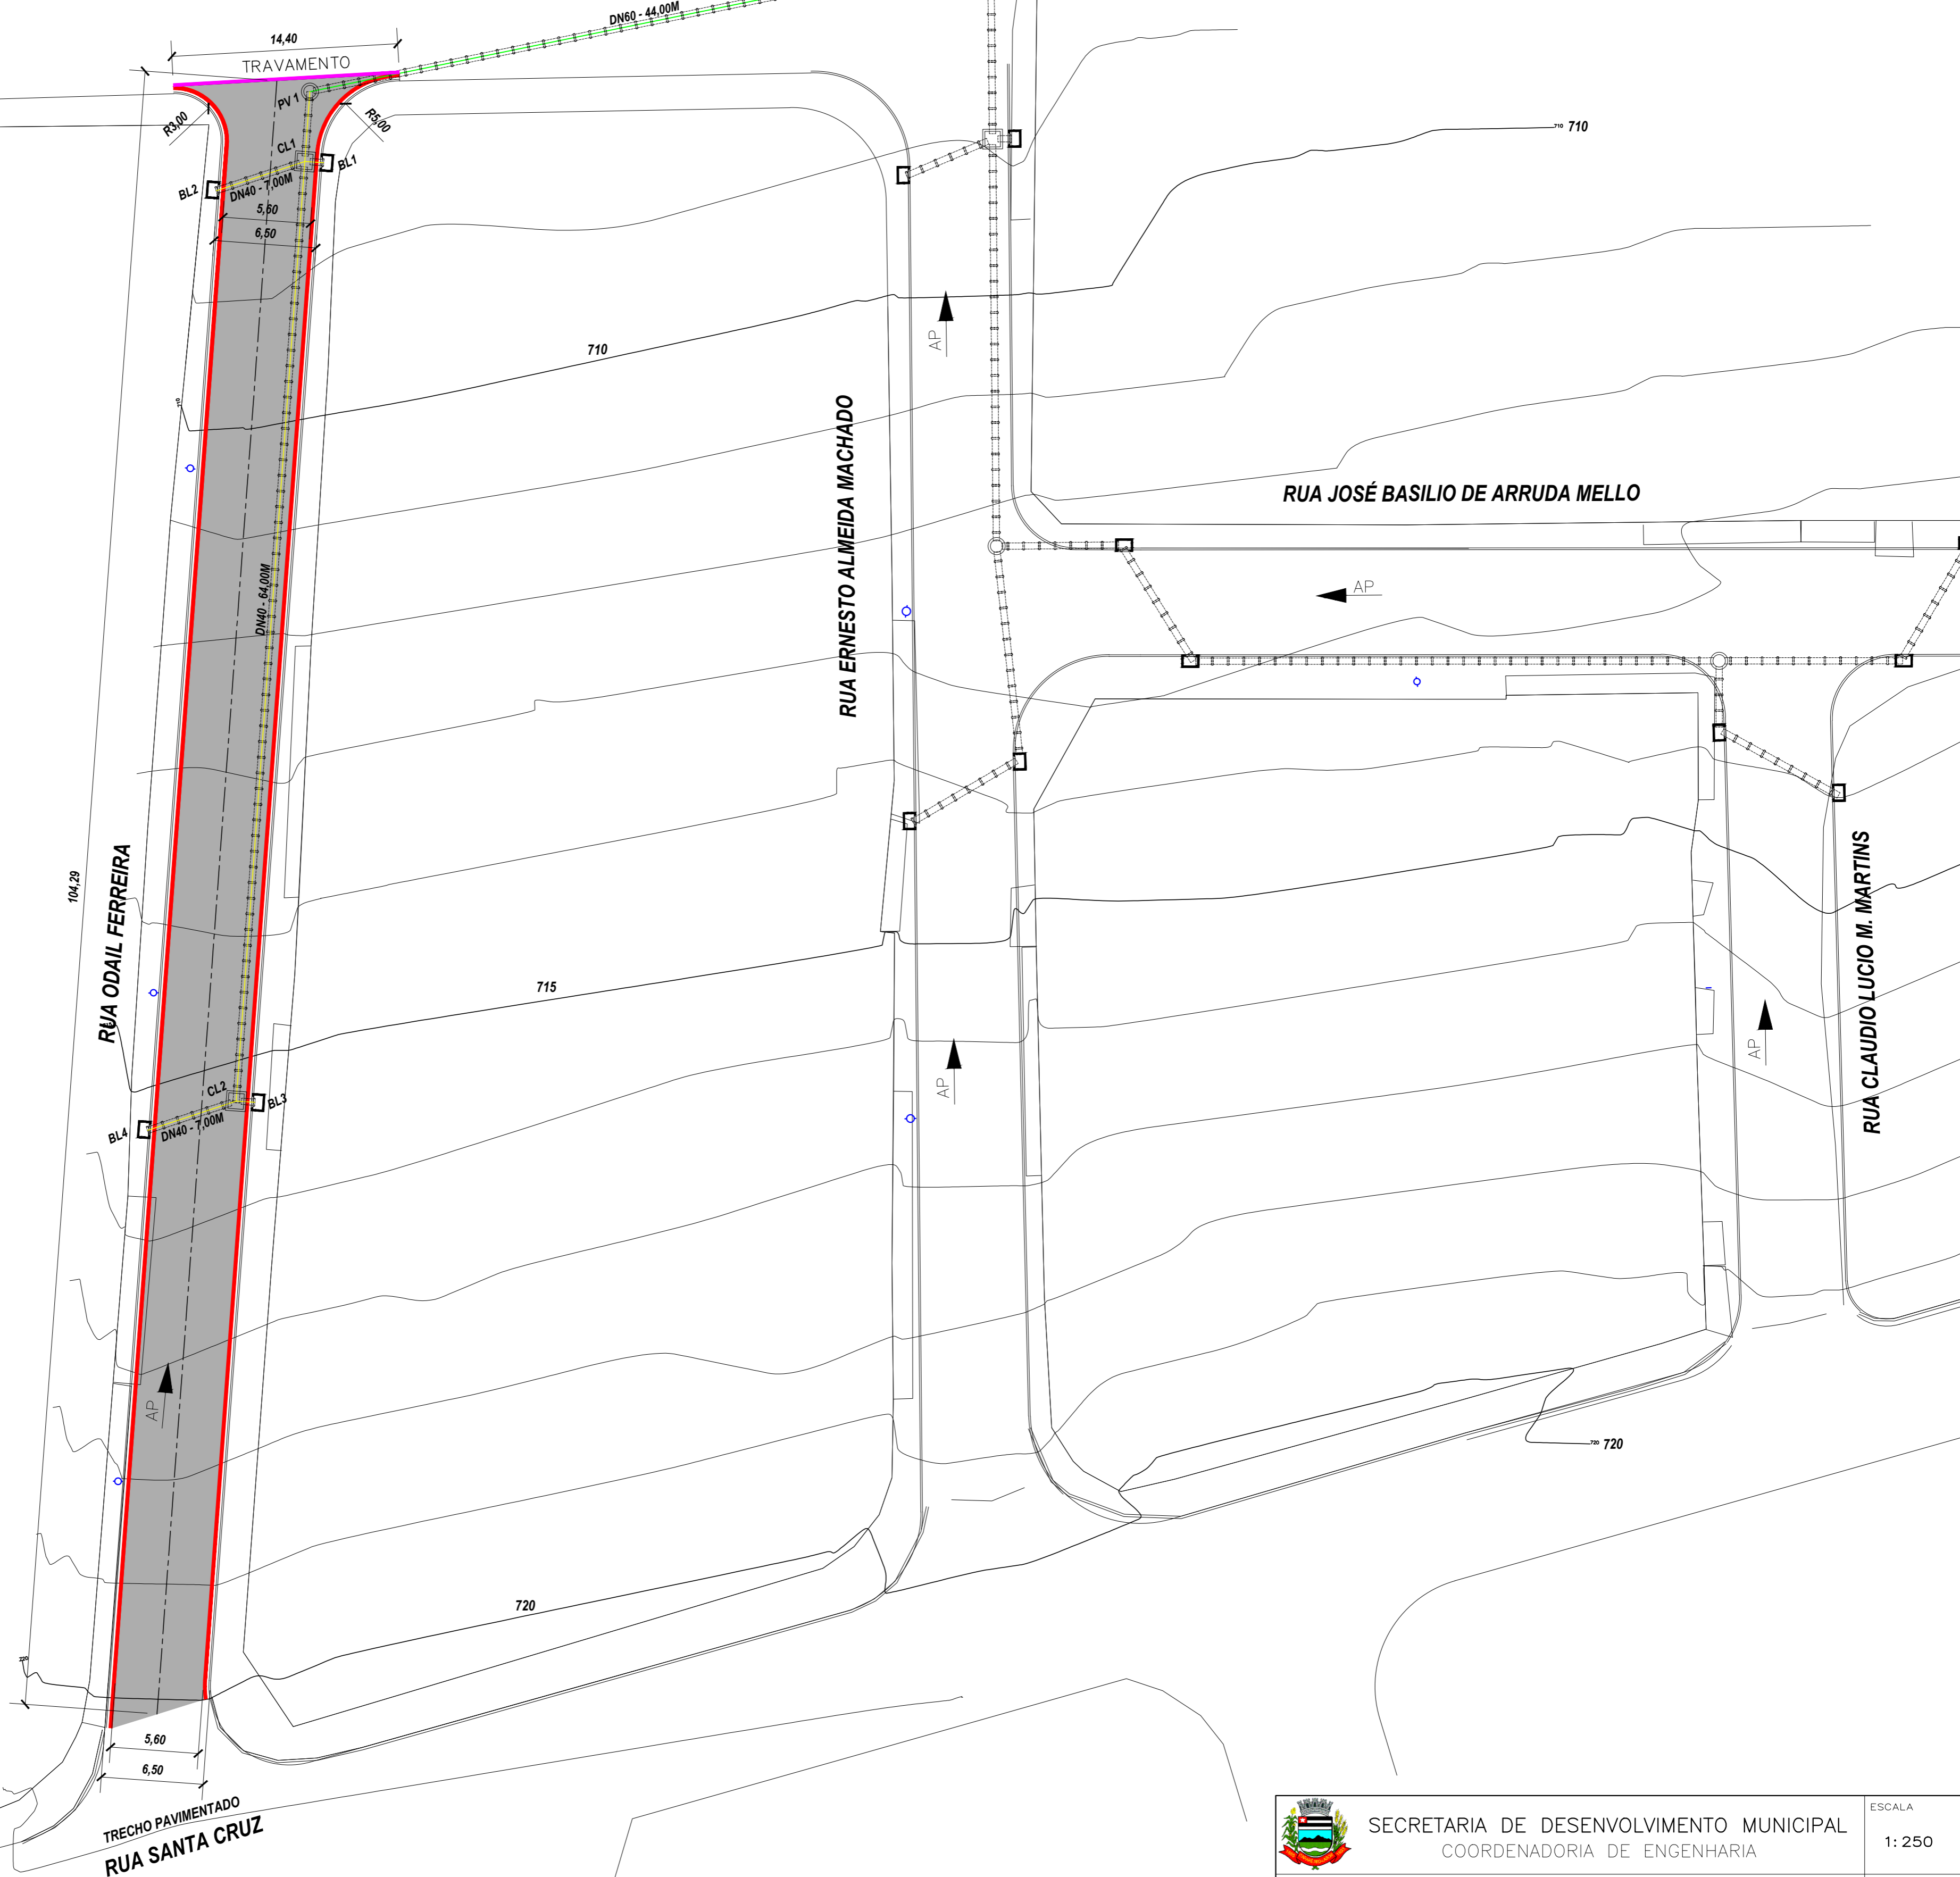 DN60 - 44,00M
14,40
TRAVAMENTO
PV 1
R3,00
R5,00
CL1
BL1
BL2
DN40 - 7,00M
5,60
6,50
710
710
710
710
AP
RUA ERNESTO ALMEIDA MACHADO
RUA JOSÉ BASILIO DE ARRUDA MELLO
AP
DN40 - 64,00M
104,29
RUA ODAIL FERREIRA
RUA CLAUDIO LUCIO M. MARTINS
715
AP
AP
CL2
BL3
BL4
DN40 - 7,00M
AP
720
720
720
720
5,60
6,50
TRECHO PAVIMENTADO
RUA SANTA CRUZ
SECRETARIA DE DESENVOLVIMENTO MUNICIPAL
COORDENADORIA DE ENGENHARIA
ESCALA
1: 250